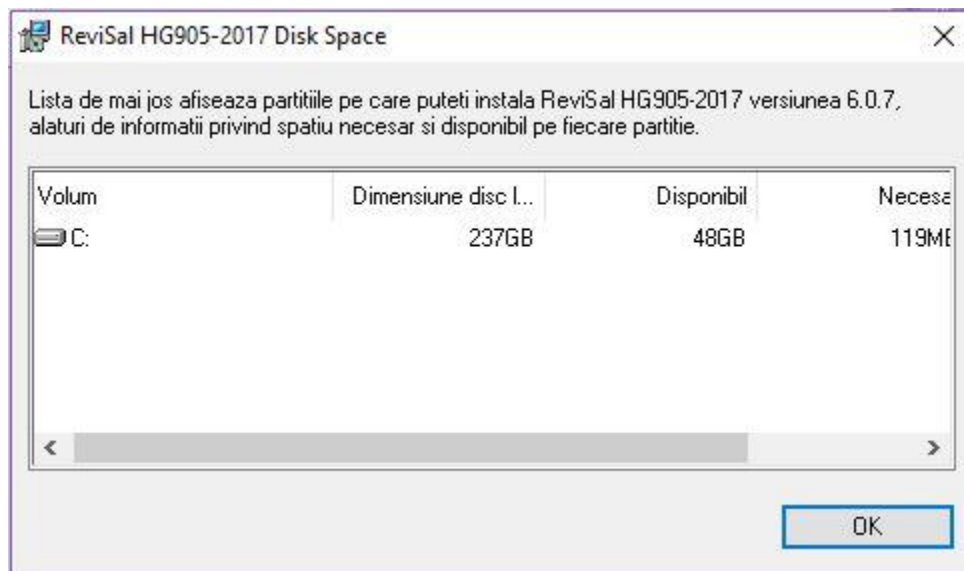 ReviSal HG905-2017 Disk Space
Lista de mai jos afiseaza partitiile pe care puteti instala ReviSal HG905-2017 versiunea 6.0.7,
alaturi de informatii privind spatiu necesar si disponibil pe fiecare partitie.
Volum Dimensiune disc l... Disponibil Necesa
C: 237GB 48GB 119M
OK